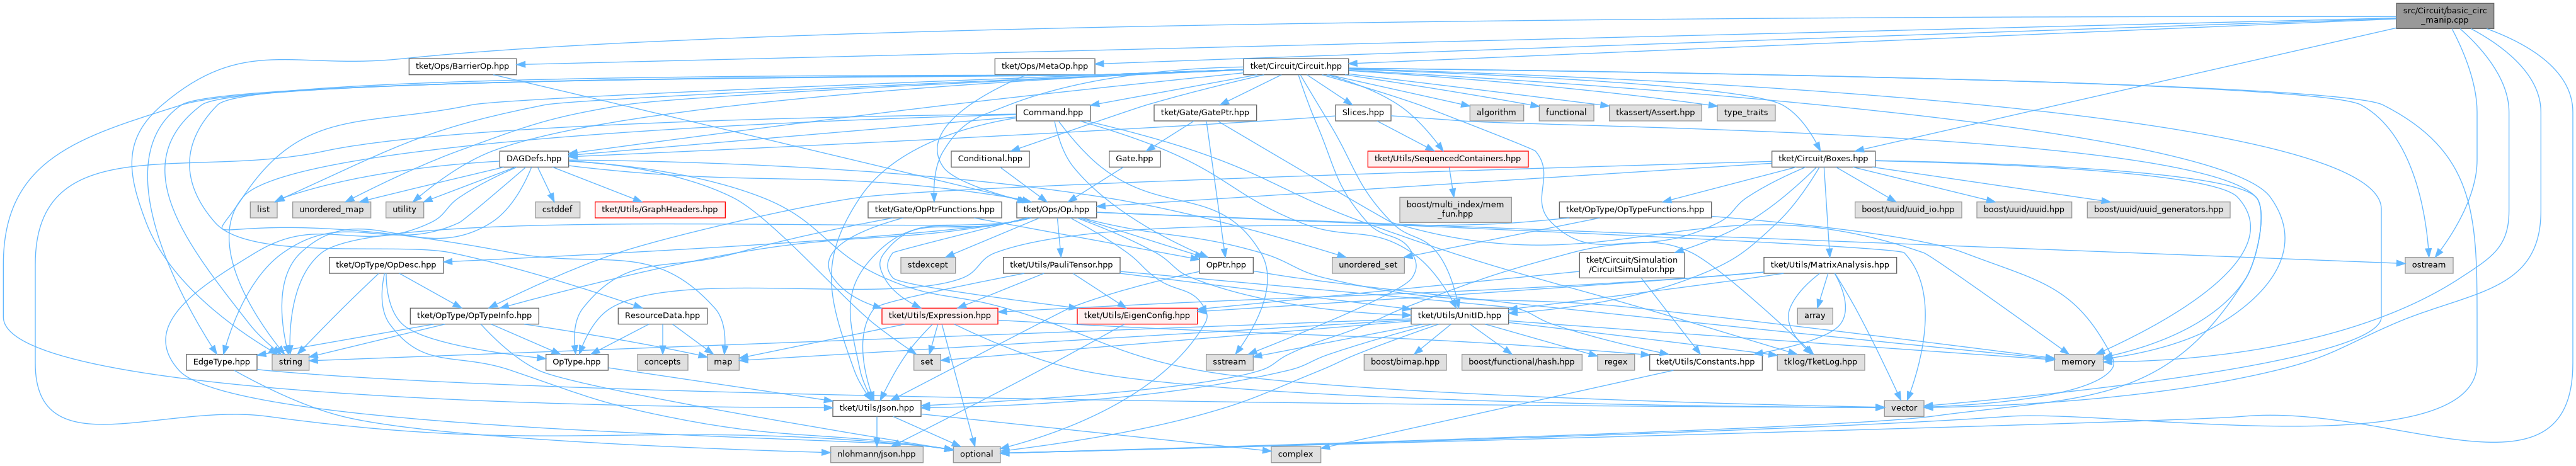 src/Circuit/basic_circ
_manip.cpp
tket/Ops/BarrierOp.hpp
tket/Ops/MetaOp.hpp
tket/Circuit/Circuit.hpp
Command.hpp
tket/Gate/GatePtr.hpp
Slices.hpp
algorithm
functional
tkassert/Assert.hpp
type_traits
DAGDefs.hpp
Conditional.hpp
Gate.hpp
tket/Utils/SequencedContainers.hpp
tket/Circuit/Boxes.hpp
list
unordered_map
utility
cstddef
tket/Utils/GraphHeaders.hpp
tket/Gate/OpPtrFunctions.hpp
tket/Ops/Op.hpp
boost/multi_index/mem
_fun.hpp
tket/OpType/OpTypeFunctions.hpp
boost/uuid/uuid_io.hpp
boost/uuid/uuid.hpp
boost/uuid/uuid_generators.hpp
tket/OpType/OpDesc.hpp
stdexcept
tket/Utils/PauliTensor.hpp
OpPtr.hpp
unordered_set
tket/Circuit/Simulation
/CircuitSimulator.hpp
tket/Utils/MatrixAnalysis.hpp
ostream
tket/OpType/OpTypeInfo.hpp
ResourceData.hpp
tket/Utils/Expression.hpp
tket/Utils/EigenConfig.hpp
tket/Utils/UnitID.hpp
array
EdgeType.hpp
string
OpType.hpp
concepts
map
set
sstream
boost/bimap.hpp
boost/functional/hash.hpp
regex
tket/Utils/Constants.hpp
tklog/TketLog.hpp
memory
tket/Utils/Json.hpp
vector
nlohmann/json.hpp
optional
complex